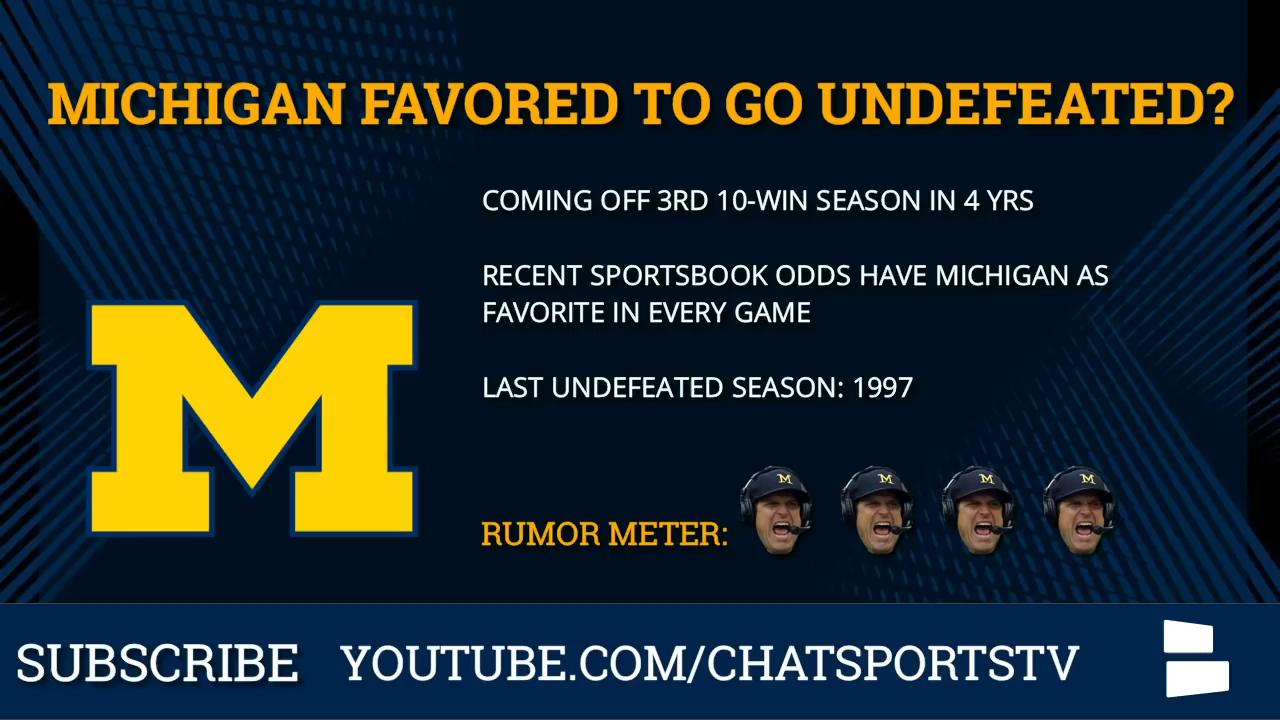 MICHIGAN FAVORED TO GO UNDEFEATED?
COMING OFF 3RD 10-WIN SEASON IN 4 YRS
RECENT SPORTSBOOK ODDS HAVE MICHIGAN AS
FAVORITE IN EVERY GAME
LAST UNDEFEATED SEASON: 1997
M
M M M M
RUMOR METER:
SUBSCRIBE YOUTUBE.COM/CHATSPORTSTV